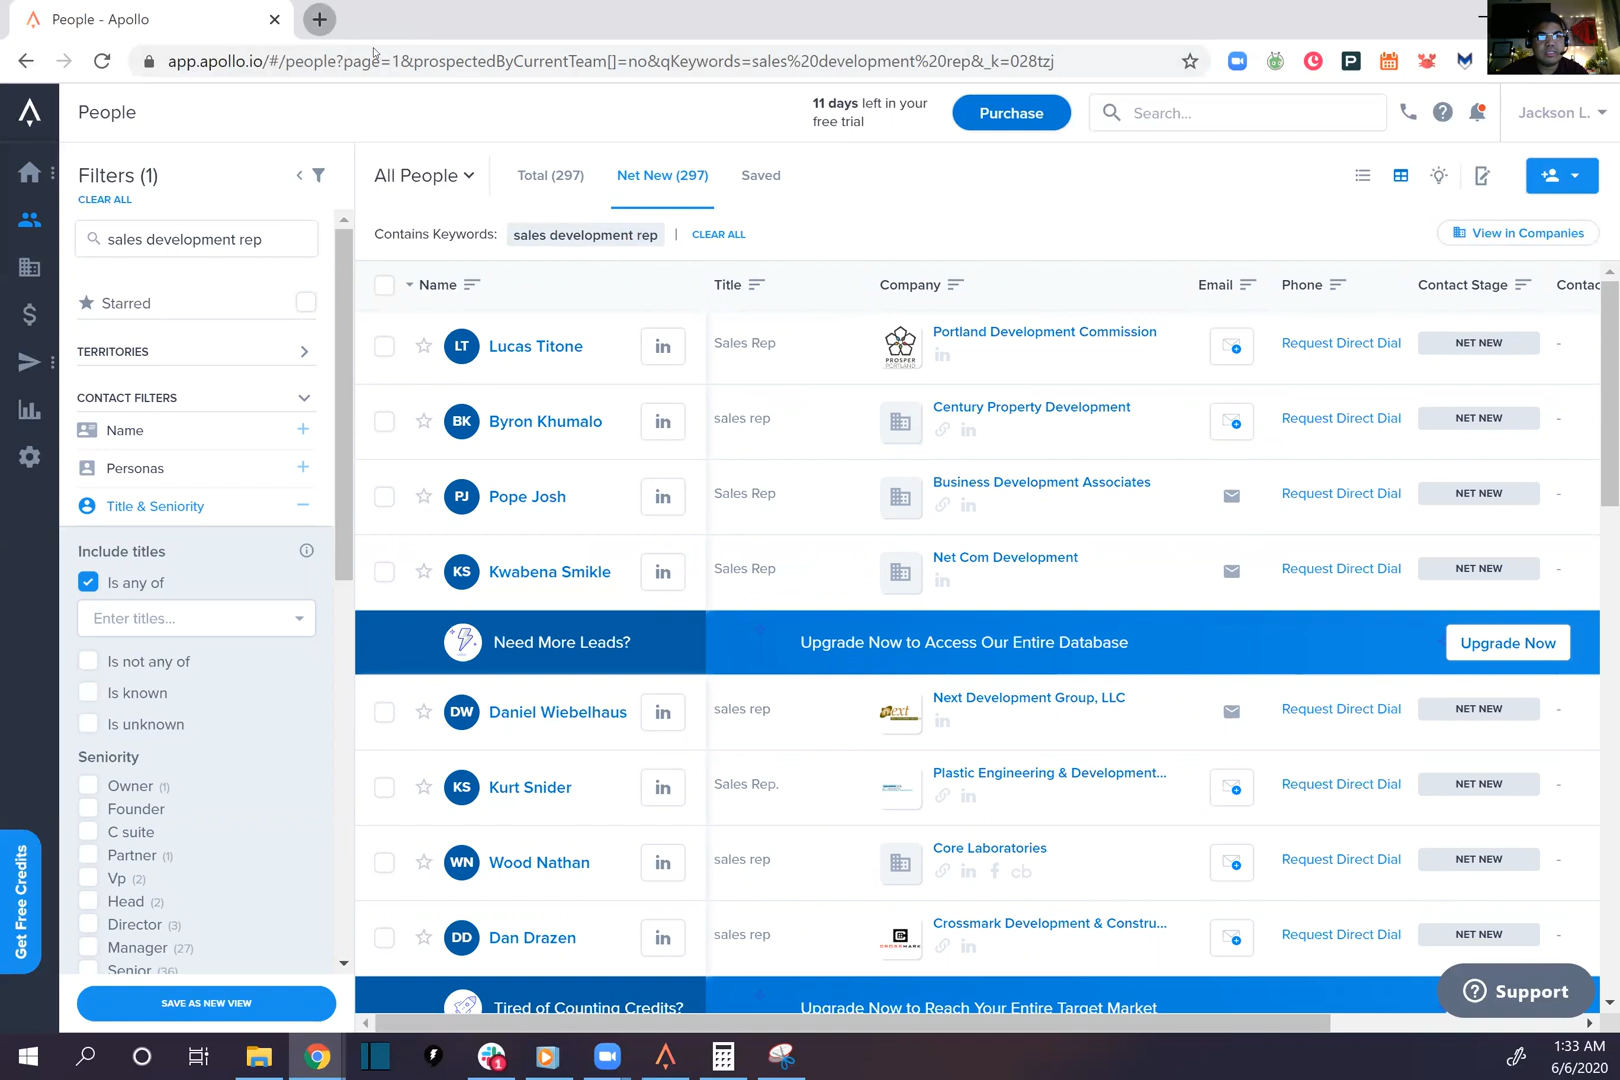 People - Apollo
app.apollo.io/#/people?page=1&prospectedByCurrentTeam[]=no&qKeywords=sales%20development%20rep&_k=028tzj
People
11 days left in your
free trial
Purchase
Search...
Jackson L.
Filters (1)
CLEAR ALL
All People
Total (297)
Net New (297)
Saved
sales development rep
Contains Keywords:
sales development rep
CLEAR ALL
View in Companies
Starred
TERRITORIES
CONTACT FILTERS
Name
Personas
Title & Seniority
Include titles
Is any of
Enter titles...
Is not any of
Is known
Is unknown
Seniority
Owner (1)
Founder
C suite
Partner (1)
Vp (2)
Head (2)
Director (3)
Manager (27)
Senior (36)
SAVE AS NEW VIEW
Get Free Credits
Name
Title
Company
Email
Phone
Contact Stage
Contac
LT Lucas Titone in Sales Rep PROSPER PORTLAND Portland Development Commission Request Direct Dial NET NEW -
BK Byron Khumalo in sales rep Century Property Development Request Direct Dial NET NEW -
PJ Pope Josh in Sales Rep Business Development Associates Request Direct Dial NET NEW -
KS Kwabena Smikle in Sales Rep Net Com Development Request Direct Dial NET NEW -
Need More Leads? Upgrade Now to Access Our Entire Database Upgrade Now
DW Daniel Wiebelhaus in sales rep Next Development Group, LLC Request Direct Dial NET NEW -
KS Kurt Snider in Sales Rep. Plastic Engineering & Development... Request Direct Dial NET NEW -
WN Wood Nathan in sales rep Core Laboratories Request Direct Dial NET NEW -
DD Dan Drazen in sales rep CROSSMARK Crossmark Development & Constru... Request Direct Dial NET NEW -
Tired of Counting Credits? Upgrade Now to Reach Your Entire Target Market
Support
1:33 AM
6/6/2020